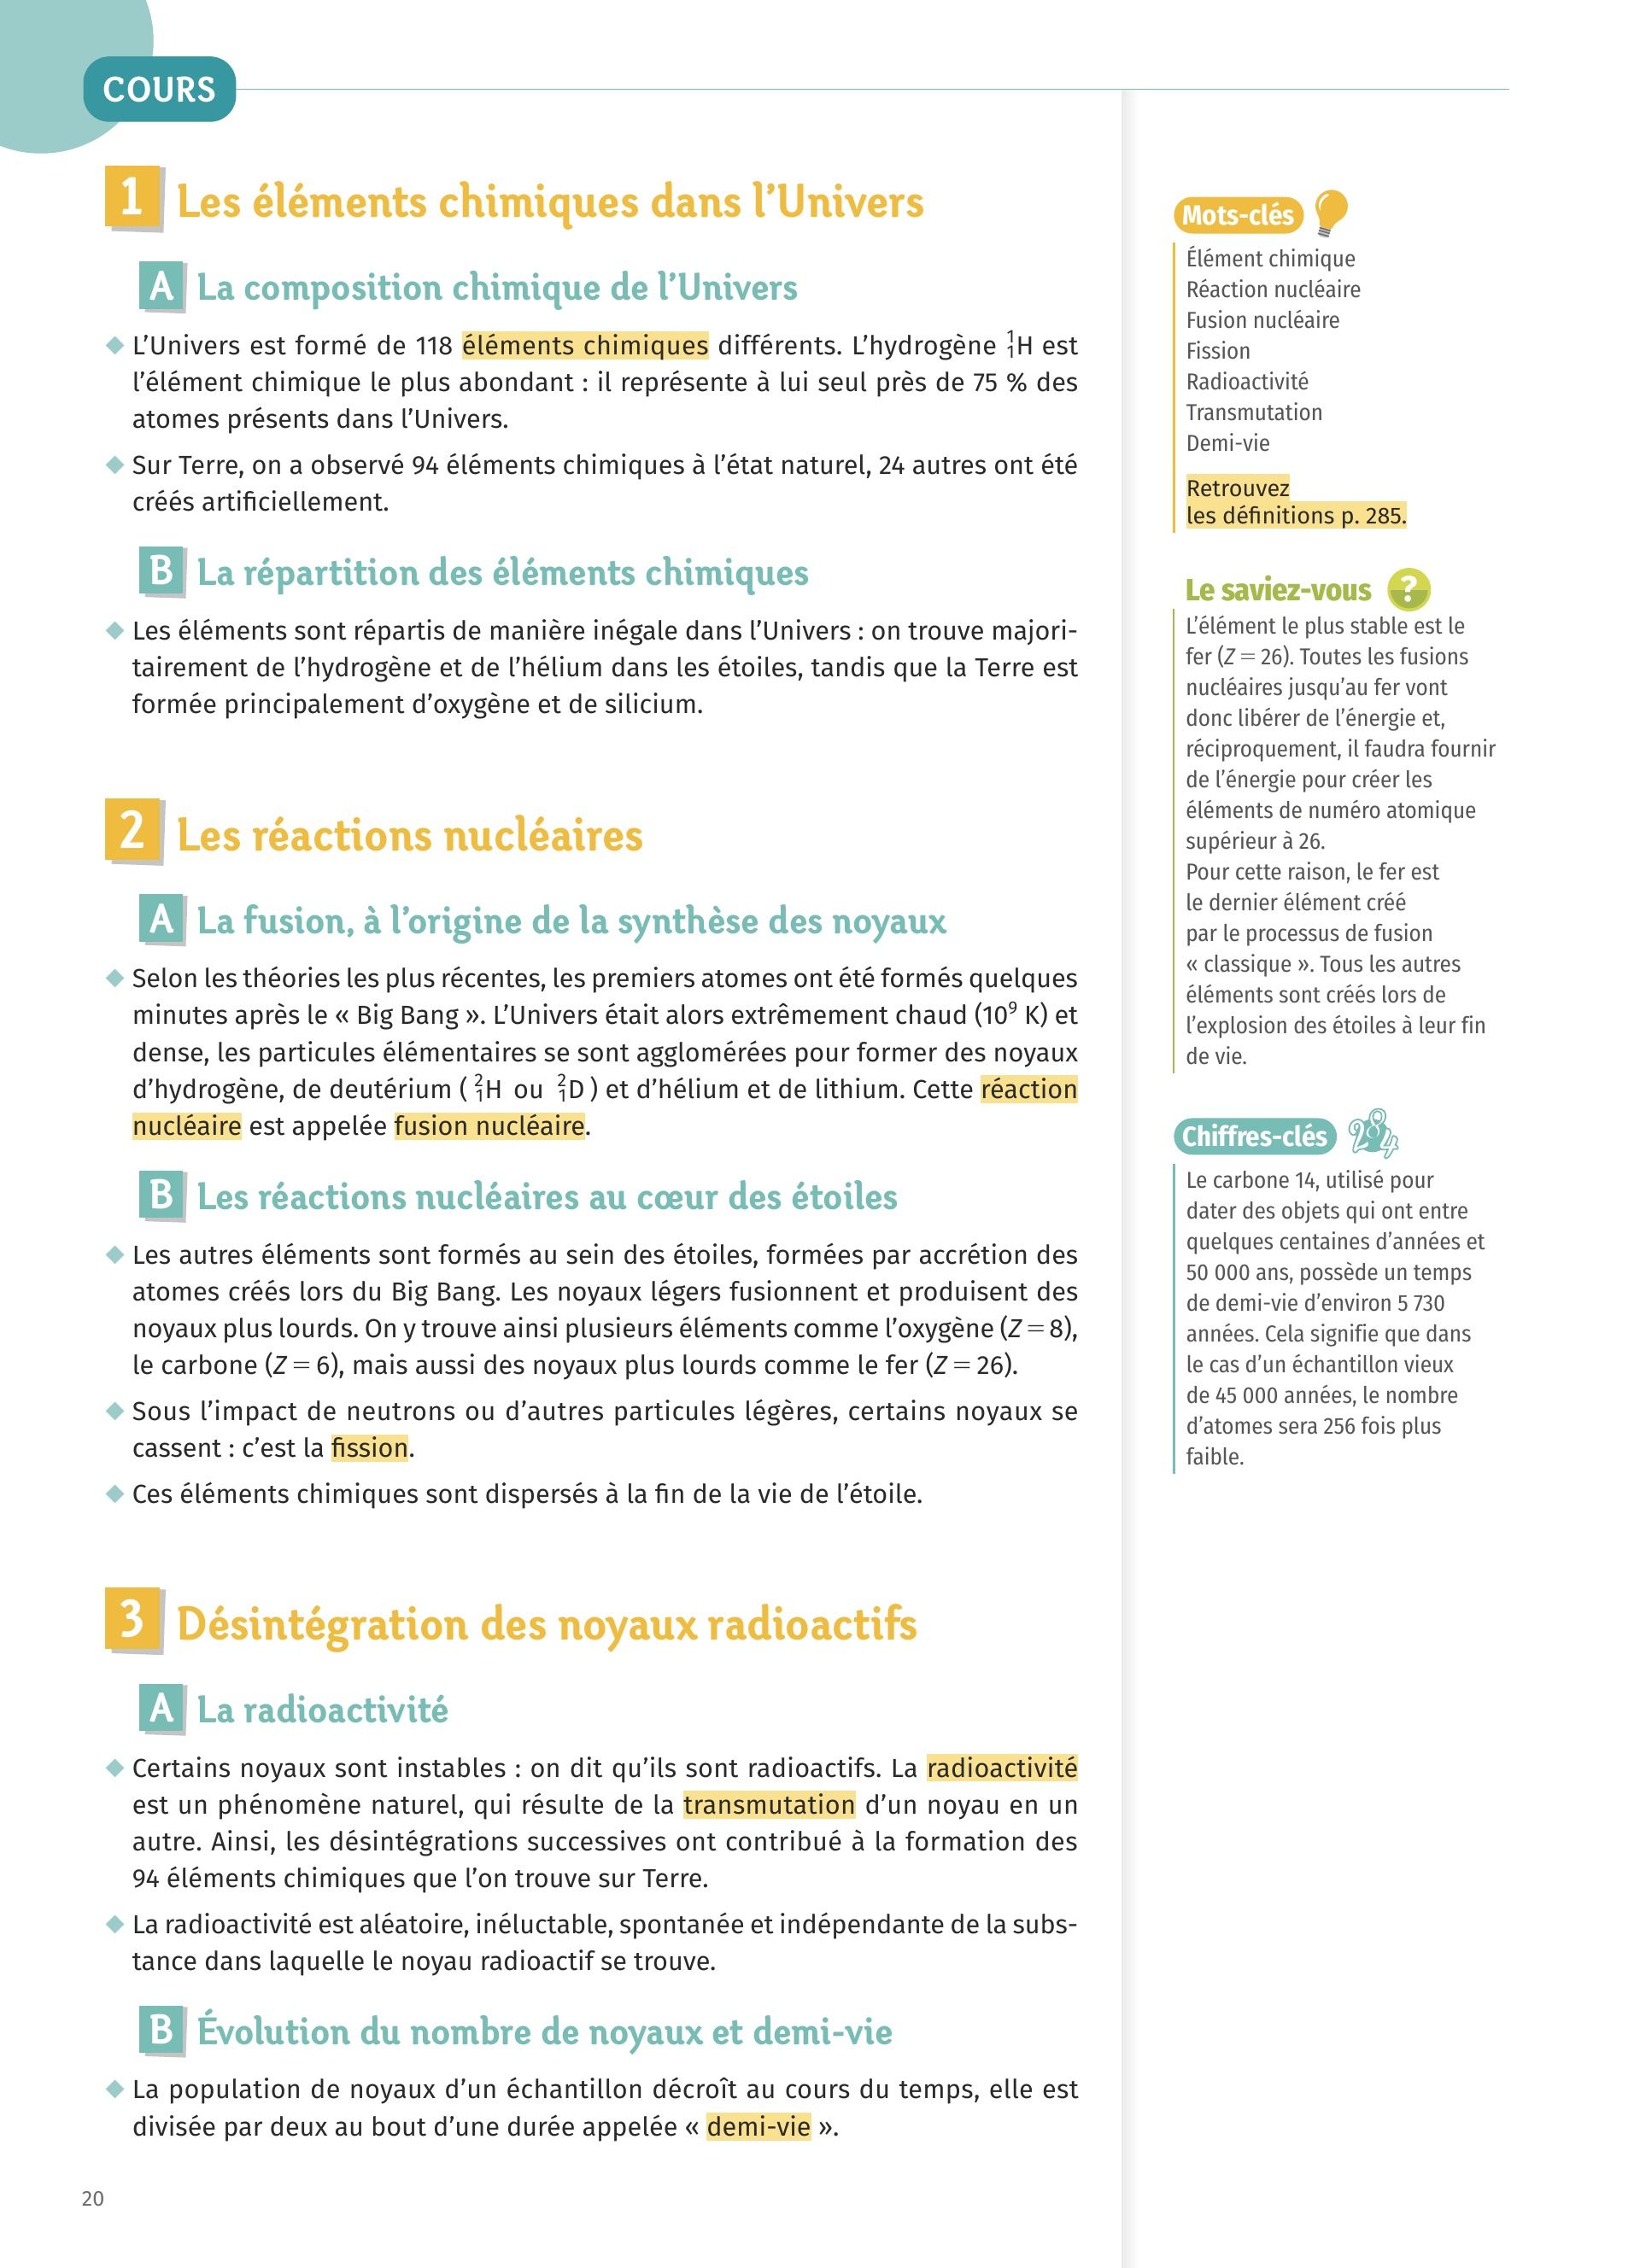 COURS
1 Les éléments chimiques dans l’Univers
A La composition chimique de l’Univers
◆ L’Univers est formé de 118 éléments chimiques différents. L’hydrogène ¹₁H est
l’élément chimique le plus abondant : il représente à lui seul près de 75 % des
atomes présents dans l’Univers.
◆ Sur Terre, on a observé 94 éléments chimiques à l’état naturel, 24 autres ont été
créés artificiellement.
B La répartition des éléments chimiques
◆ Les éléments sont répartis de manière inégale dans l’Univers : on trouve majori-
tairement de l’hydrogène et de l’hélium dans les étoiles, tandis que la Terre est
formée principalement d’oxygène et de silicium.
2 Les réactions nucléaires
A La fusion, à l’origine de la synthèse des noyaux
◆ Selon les théories les plus récentes, les premiers atomes ont été formés quelques
minutes après le « Big Bang ». L’Univers était alors extrêmement chaud (10⁹ K) et
dense, les particules élémentaires se sont agglomérées pour former des noyaux
d’hydrogène, de deutérium ( ²₁H ou ²₁D ) et d’hélium et de lithium. Cette réaction
nucléaire est appelée fusion nucléaire.
B Les réactions nucléaires au cœur des étoiles
◆ Les autres éléments sont formés au sein des étoiles, formées par accrétion des
atomes créés lors du Big Bang. Les noyaux légers fusionnent et produisent des
noyaux plus lourds. On y trouve ainsi plusieurs éléments comme l’oxygène (Z = 8),
le carbone (Z = 6), mais aussi des noyaux plus lourds comme le fer (Z = 26).
◆ Sous l’impact de neutrons ou d’autres particules légères, certains noyaux se
cassent : c’est la fission.
◆ Ces éléments chimiques sont dispersés à la fin de la vie de l’étoile.
3 Désintégration des noyaux radioactifs
A La radioactivité
◆ Certains noyaux sont instables : on dit qu’ils sont radioactifs. La radioactivité
est un phénomène naturel, qui résulte de la transmutation d’un noyau en un
autre. Ainsi, les désintégrations successives ont contribué à la formation des
94 éléments chimiques que l’on trouve sur Terre.
◆ La radioactivité est aléatoire, inéluctable, spontanée et indépendante de la subs-
tance dans laquelle le noyau radioactif se trouve.
B Évolution du nombre de noyaux et demi-vie
◆ La population de noyaux d’un échantillon décroît au cours du temps, elle est
divisée par deux au bout d’une durée appelée « demi-vie ».
20
Mots-clés
Élément chimique
Réaction nucléaire
Fusion nucléaire
Fission
Radioactivité
Transmutation
Demi-vie
Retrouvez
les définitions p. 285.
Le saviez-vous ?
L’élément le plus stable est le
fer (Z = 26). Toutes les fusions
nucléaires jusqu’au fer vont
donc libérer de l’énergie et,
réciproquement, il faudra fournir
de l’énergie pour créer les
éléments de numéro atomique
supérieur à 26.
Pour cette raison, le fer est
le dernier élément créé
par le processus de fusion
« classique ». Tous les autres
éléments sont créés lors de
l’explosion des étoiles à leur fin
de vie.
Chiffres-clés 284
Le carbone 14, utilisé pour
dater des objets qui ont entre
quelques centaines d’années et
50 000 ans, possède un temps
de demi-vie d’environ 5 730
années. Cela signifie que dans
le cas d’un échantillon vieux
de 45 000 années, le nombre
d’atomes sera 256 fois plus
faible.